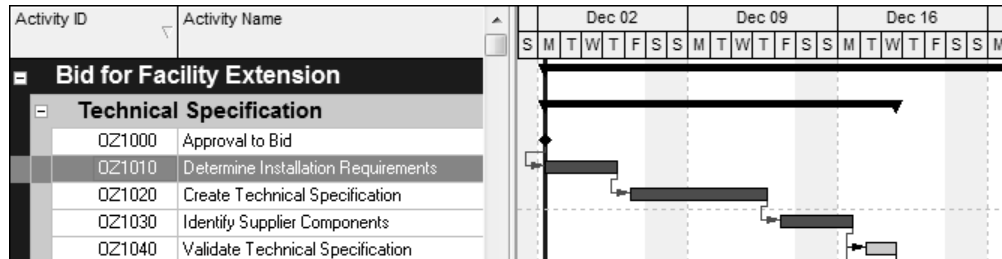 Activity ID Activity Name Dec 02 Dec 09 Dec 16
S M T W T F S S M T W T F S S M T W T F S S M
Bid for Facility Extension
Technical Specification
OZ1000 Approval to Bid
OZ1010 Determine Installation Requirements
OZ1020 Create Technical Specification
OZ1030 Identify Supplier Components
OZ1040 Validate Technical Specification